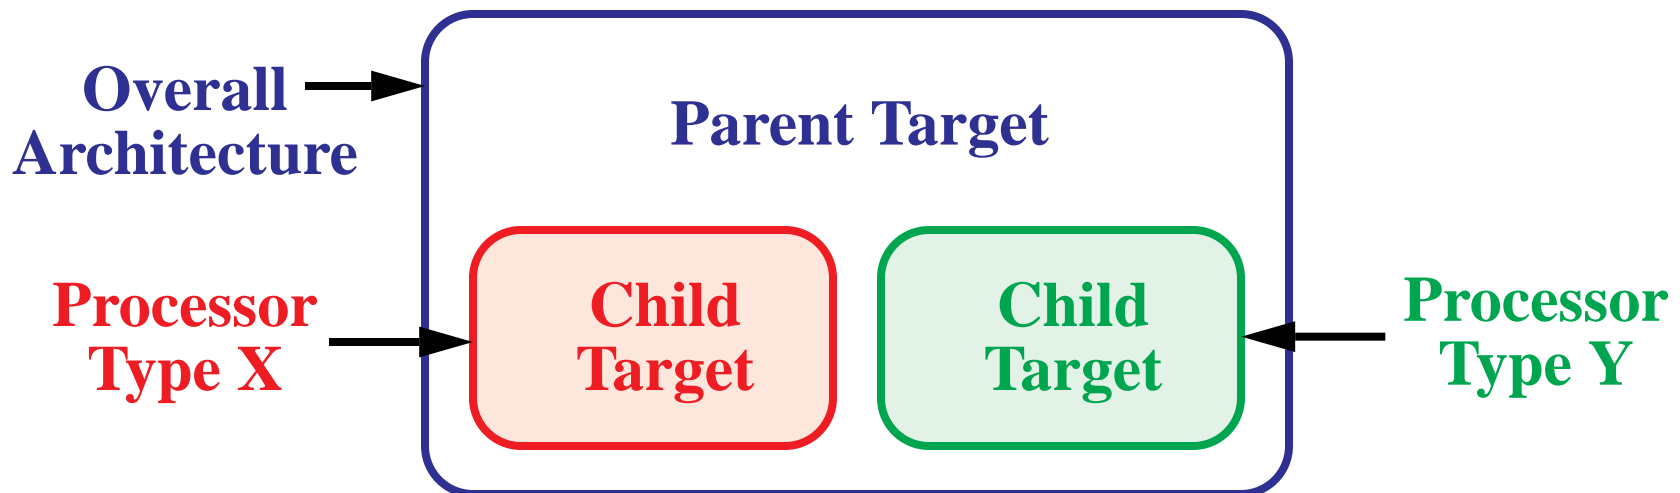 Overall
Architecture
Parent Target
Processor
Type X
Child
Target
Child
Target
Processor
Type Y